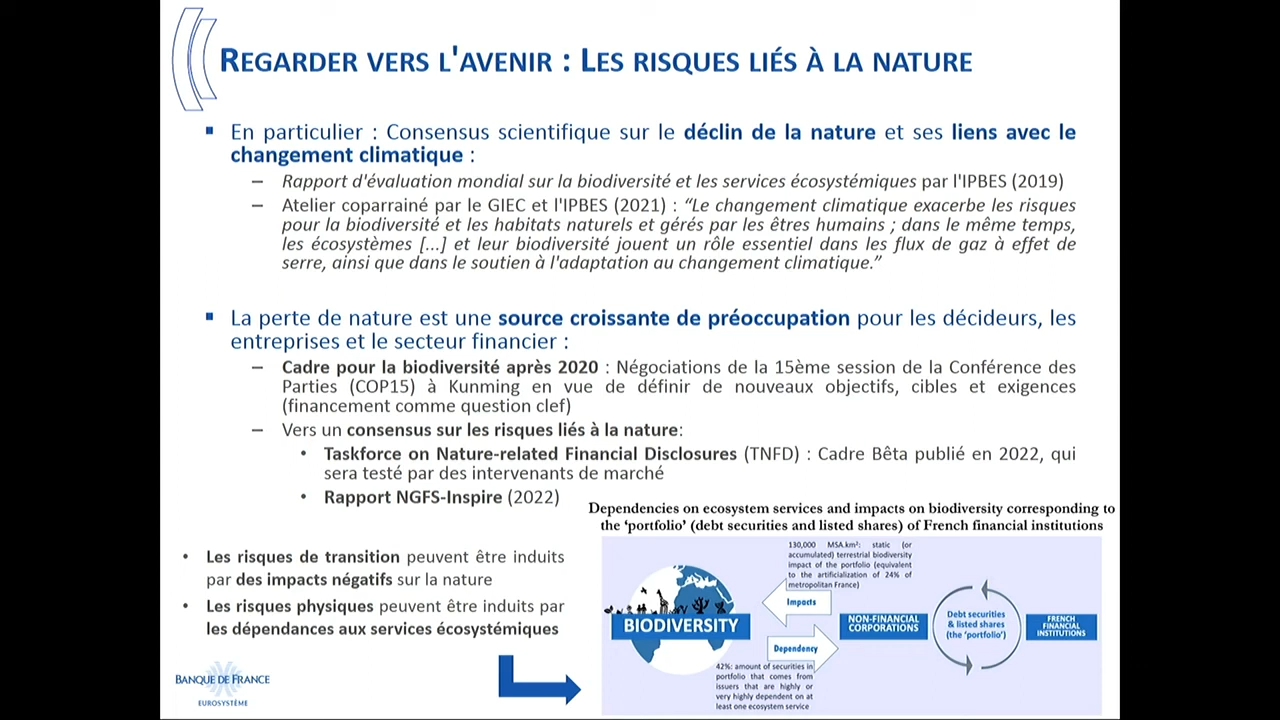 REGARDER VERS L'AVENIR : LES RISQUES LIÉS À LA NATURE
▪ En particulier : Consensus scientifique sur le déclin de la nature et ses liens avec le
changement climatique :
– Rapport d'évaluation mondial sur la biodiversité et les services écosystémiques par l'IPBES (2019)
– Atelier coparrainé par le GIEC et l'IPBES (2021) : “Le changement climatique exacerbe les risques
pour la biodiversité et les habitats naturels et gérés par les êtres humains ; dans le même temps,
les écosystèmes [...] et leur biodiversité jouent un rôle essentiel dans les flux de gaz à effet de
serre, ainsi que dans le soutien à l'adaptation au changement climatique.”
▪ La perte de nature est une source croissante de préoccupation pour les décideurs, les
entreprises et le secteur financier :
– Cadre pour la biodiversité après 2020 : Négociations de la 15ème session de la Conférence des
Parties (COP15) à Kunming en vue de définir de nouveaux objectifs, cibles et exigences
(financement comme question clef)
– Vers un consensus sur les risques liés à la nature:
• Taskforce on Nature-related Financial Disclosures (TNFD) : Cadre Bêta publié en 2022, qui
sera testé par des intervenants de marché
• Rapport NGFS-Inspire (2022)
• Les risques de transition peuvent être induits
par des impacts négatifs sur la nature
• Les risques physiques peuvent être induits par
les dépendances aux services écosystémiques
Dependencies on ecosystem services and impacts on biodiversity corresponding to
the ‘portfolio’ (debt securities and listed shares) of French financial institutions
130,000 MSA.km²: static (or
accumulated) terrestrial biodiversity
impact of the portfolio (equivalent
to the artificialization of 24% of
metropolitan France)
Impacts
BIODIVERSITY
NON-FINANCIAL
CORPORATIONS
Debt securities
& listed shares
(the ‘portfolio’)
FRENCH
FINANCIAL
INSTITUTIONS
Dependency
42%: amount of securities in
portfolio that comes from
issuers that are highly or
very highly dependent on at
least one ecosystem service
BANQUE DE FRANCE
EUROSYSTÈME